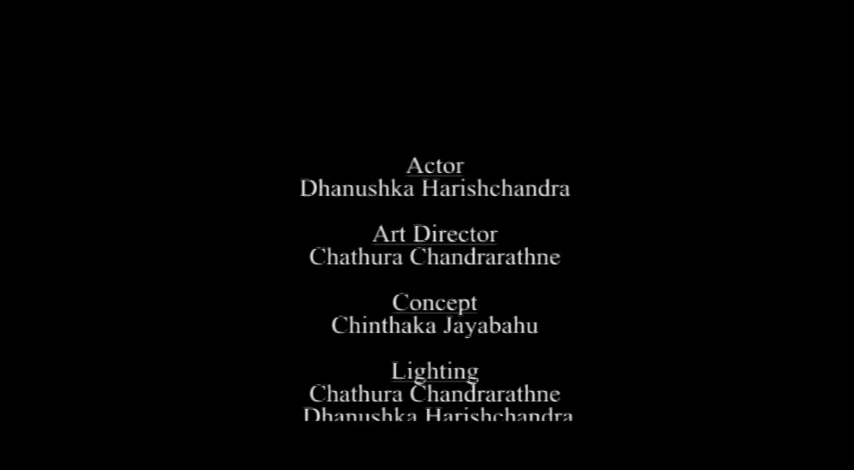 Actor
Dhanushka Harishchandra
Art Director
Chathura Chandrarathne
Concept
Chinthaka Jayabahu
Lighting
Chathura Chandrarathne
Dhanushka Harishchandra